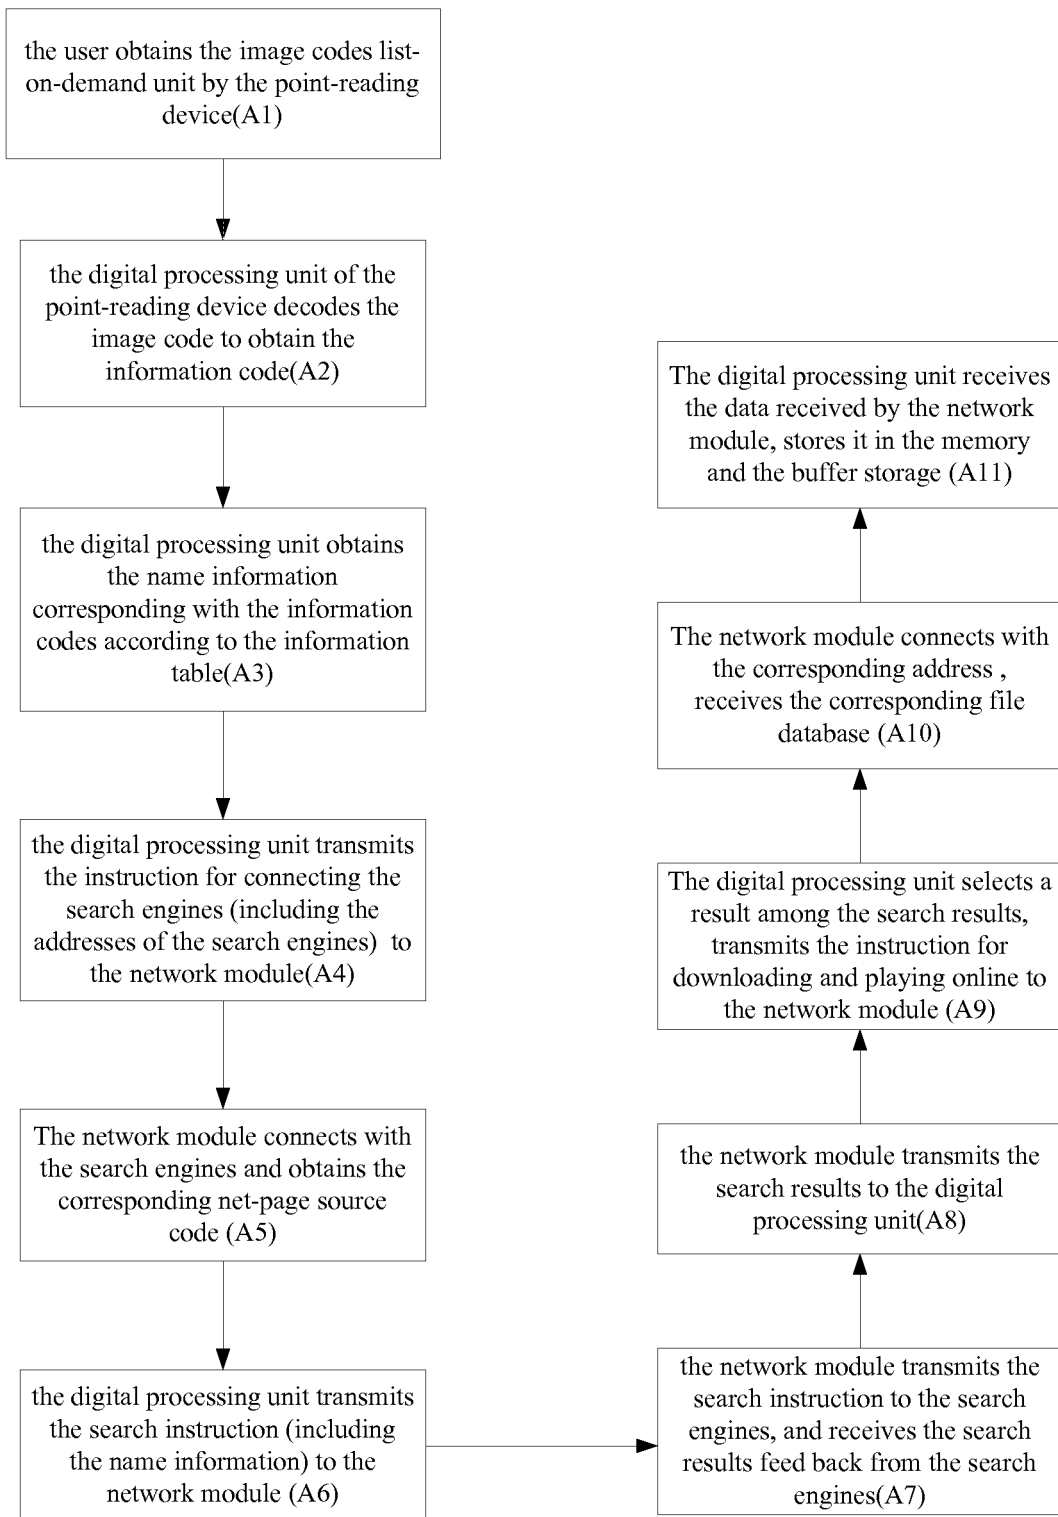 the user obtains the image codes list-
on-demand unit by the point-reading
device(A1)
the digital processing unit of the
point-reading device decodes the
image code to obtain the
information code(A2)
the digital processing unit obtains
the name information
corresponding with the information
codes according to the information
table(A3)
the digital processing unit transmits
the instruction for connecting the
search engines (including the
addresses of the search engines)  to
the network module(A4)
The network module connects with
the search engines and obtains the
corresponding net-page source
code (A5)
the digital processing unit transmits
the search instruction (including
the name information) to the
network module (A6)
the network module transmits the
search instruction to the search
engines, and receives the search
results feed back from the search
engines(A7)
the network module transmits the
search results to the digital
processing unit(A8)
The digital processing unit selects a
result among the search results,
transmits the instruction for
downloading and playing online to
the network module (A9)
The network module connects with
the corresponding address ,
receives the corresponding file
database (A10)
The digital processing unit receives
the data received by the network
module, stores it in the memory
and the buffer storage (A11)